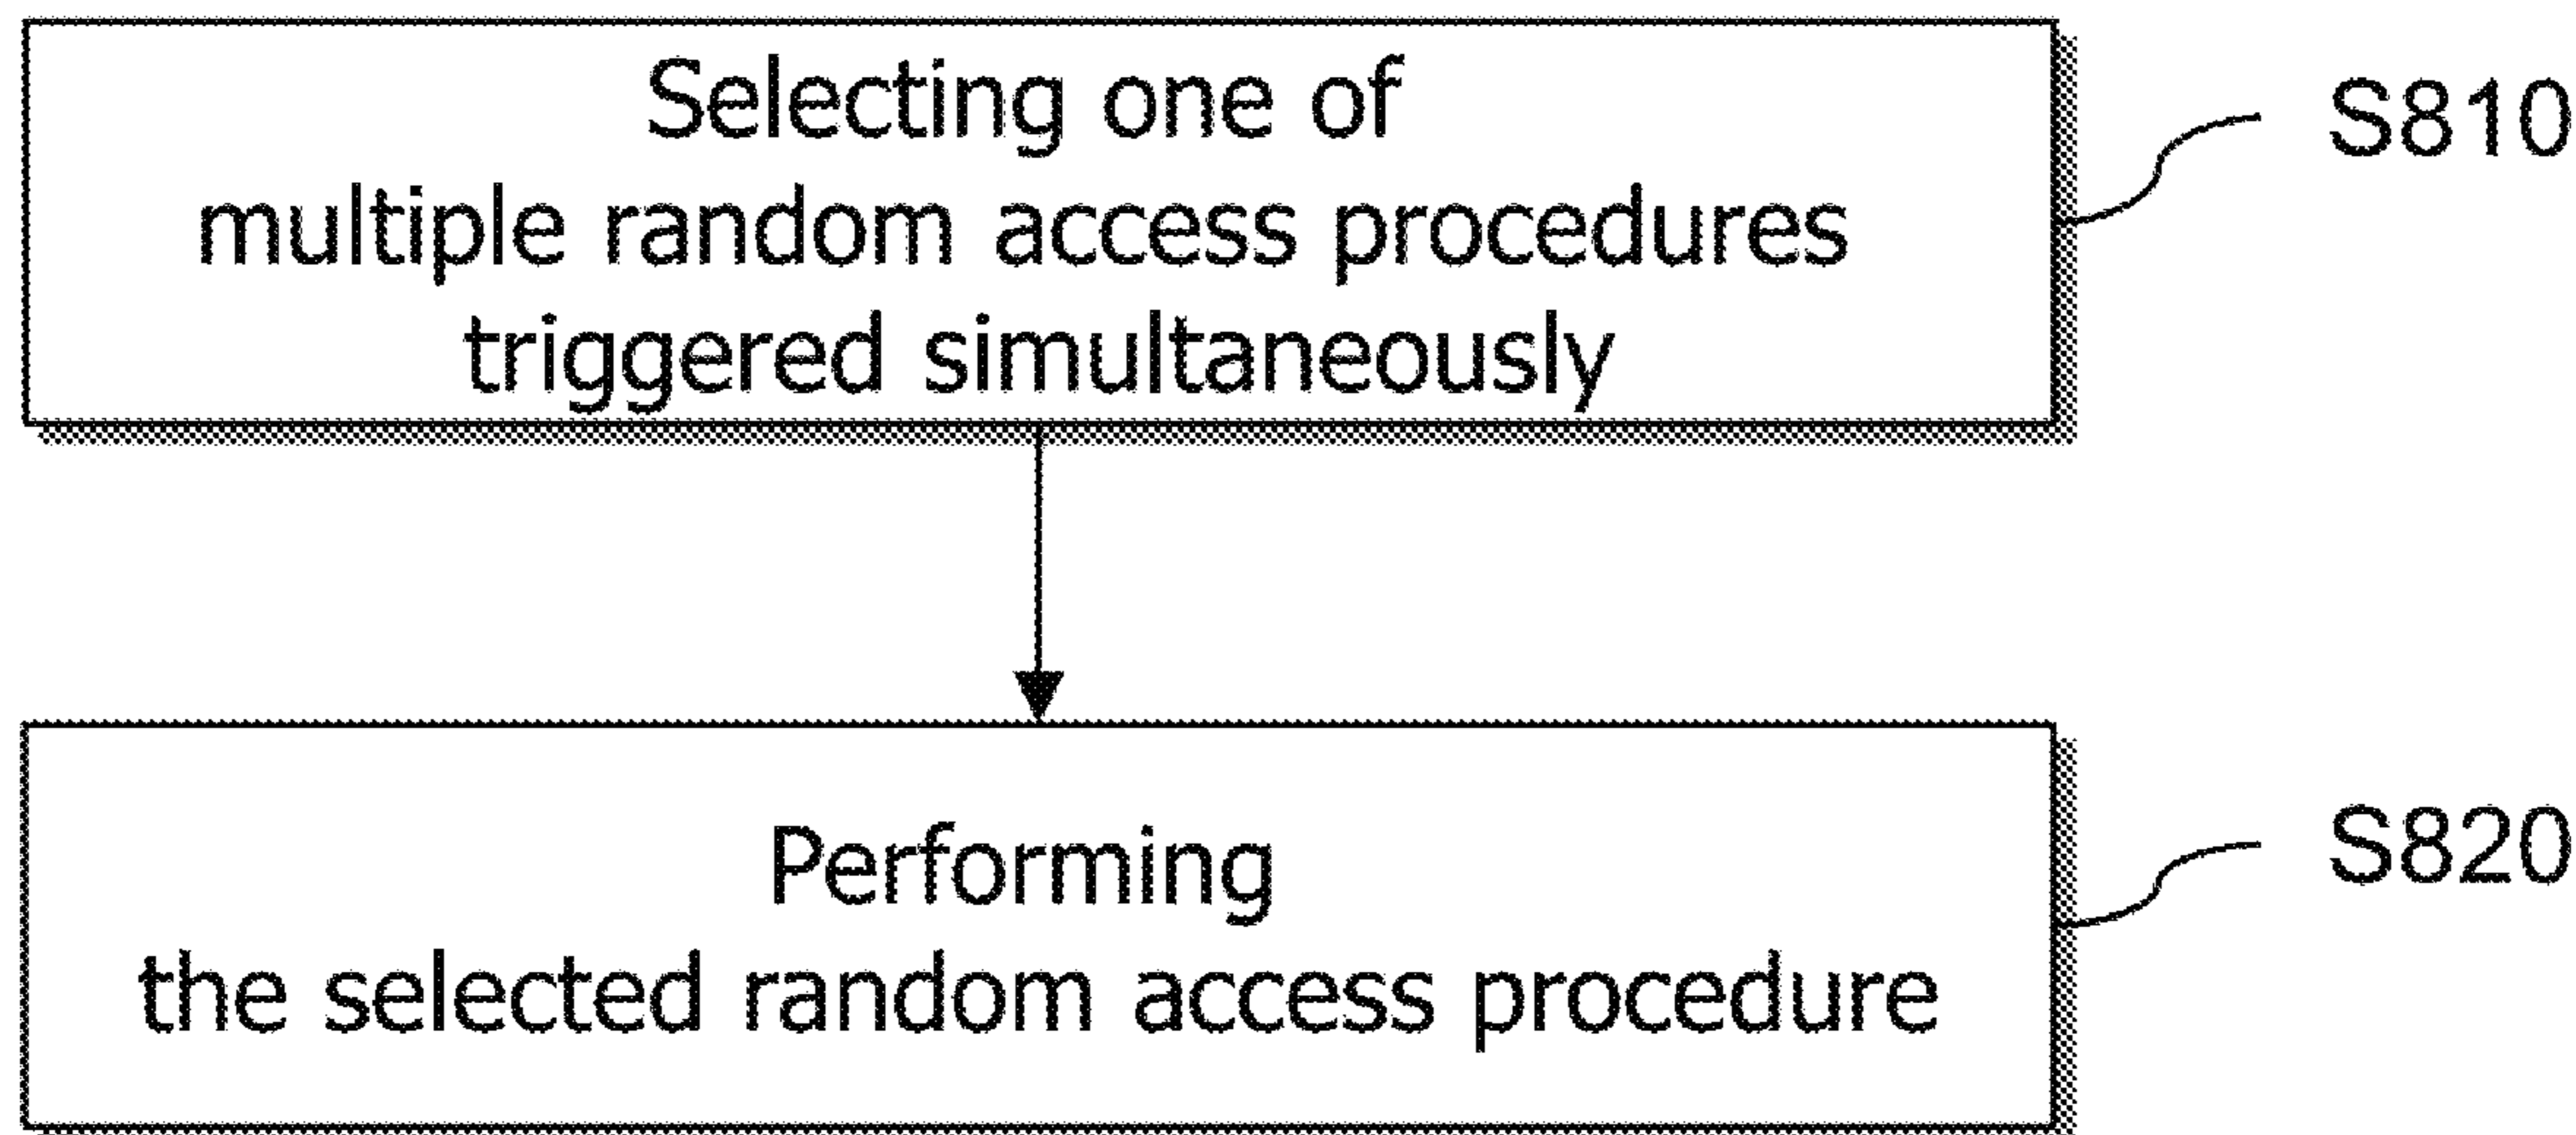 Selecting one of
multiple random access procedures
triggered simultaneously
S810
Performing
the selected random access procedure
S820